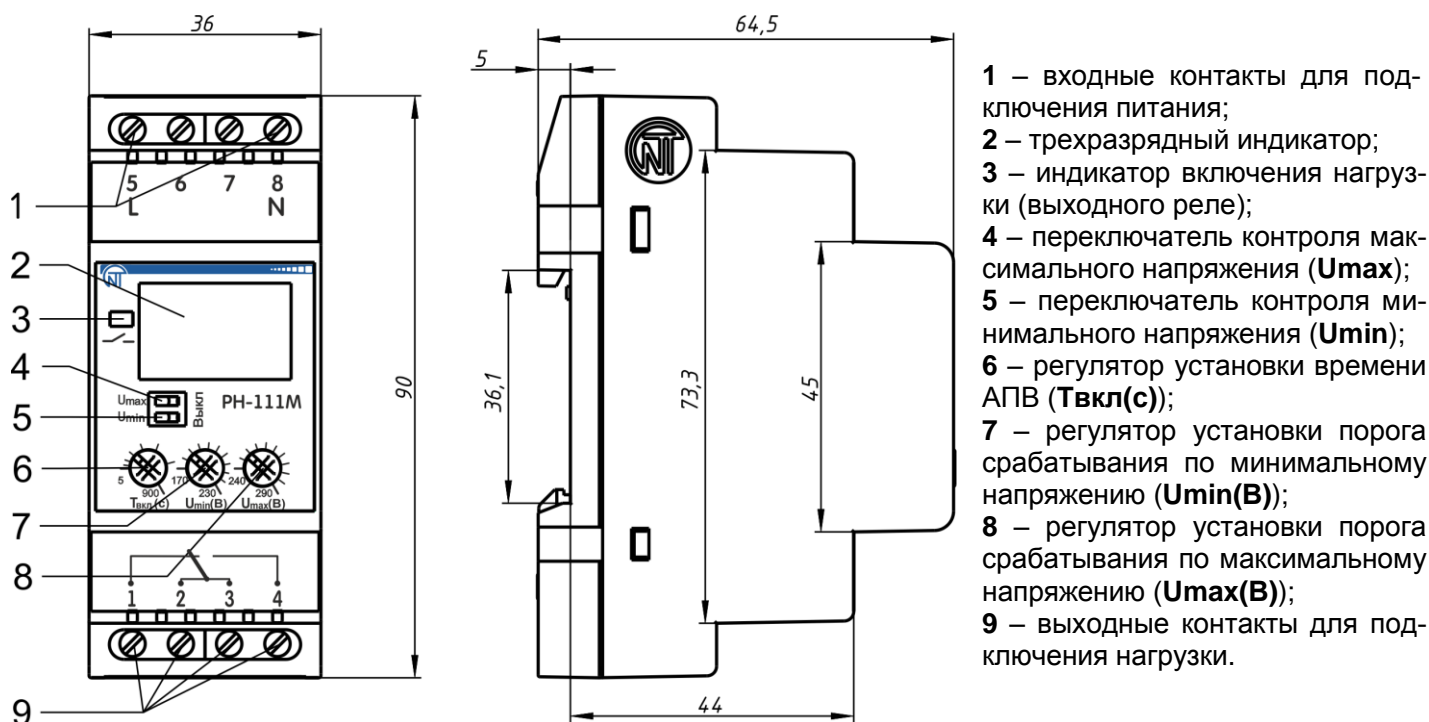 36
64,5
5
1 – входные контакты для под-
ключения питания;
2 – трехразрядный индикатор;
3 – индикатор включения нагруз-
ки (выходного реле);
4 – переключатель контроля мак-
симального напряжения (Umax);
5 – переключатель контроля ми-
нимального напряжения (Umin);
6 – регулятор установки времени
АПВ (Твкл(с));
7 – регулятор установки порога
срабатывания по минимальному
напряжению (Umin(В));
8 – регулятор установки порога
срабатывания по максимальному
напряжению (Umax(В));
9 – выходные контакты для под-
ключения нагрузки.
5 6 7 8
L N
1
2
3
4
5
6
7
8
9
NT
NT
Umax
Umin
Выкл
РН-111М
5 170 240
900 230 290
Tвкл(с) Umin(В) Umax(В)
1 2 3 4
90
36,1
73,3
45
44